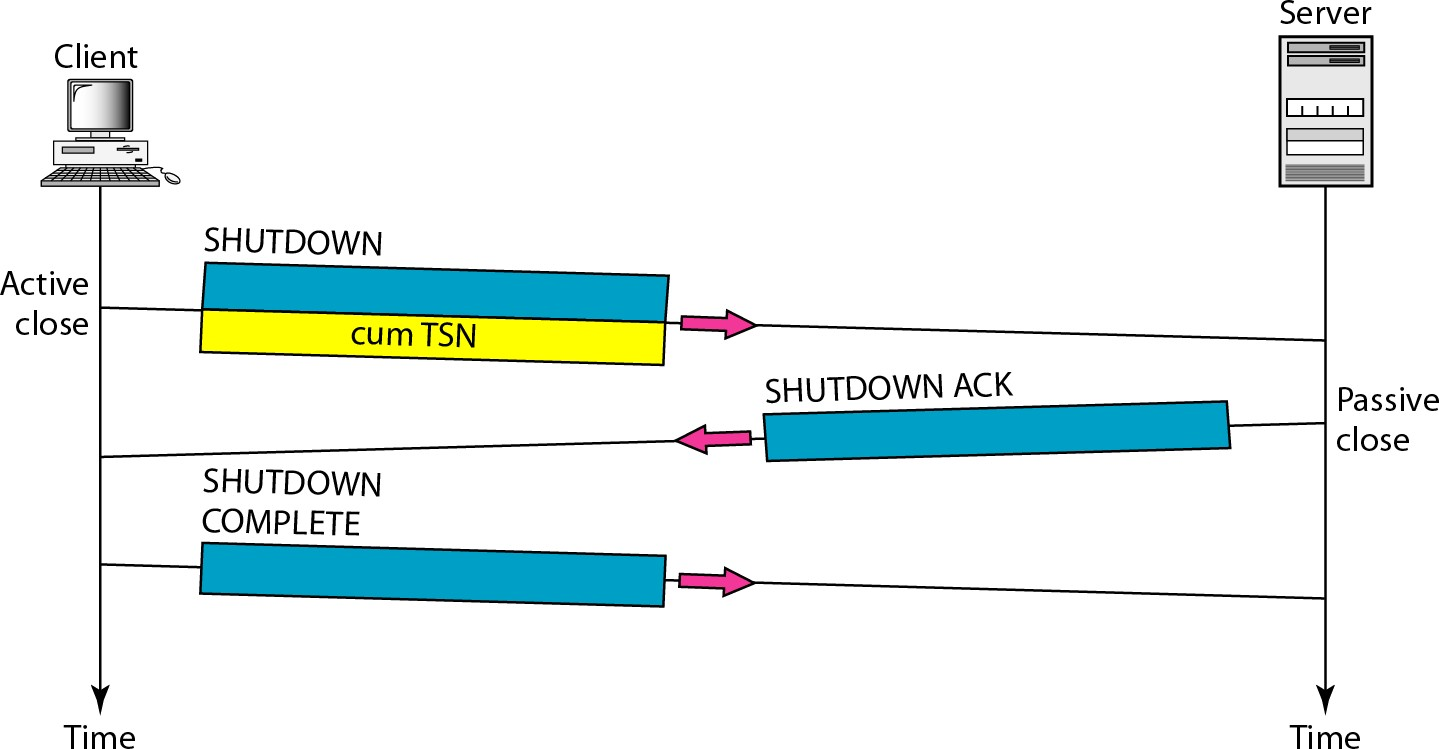 Server
Client
SHUTDOWN
Active
close
cum TSN
SHUTDOWN ACK
Passive
close
SHUTDOWN
COMPLETE
Time
Time